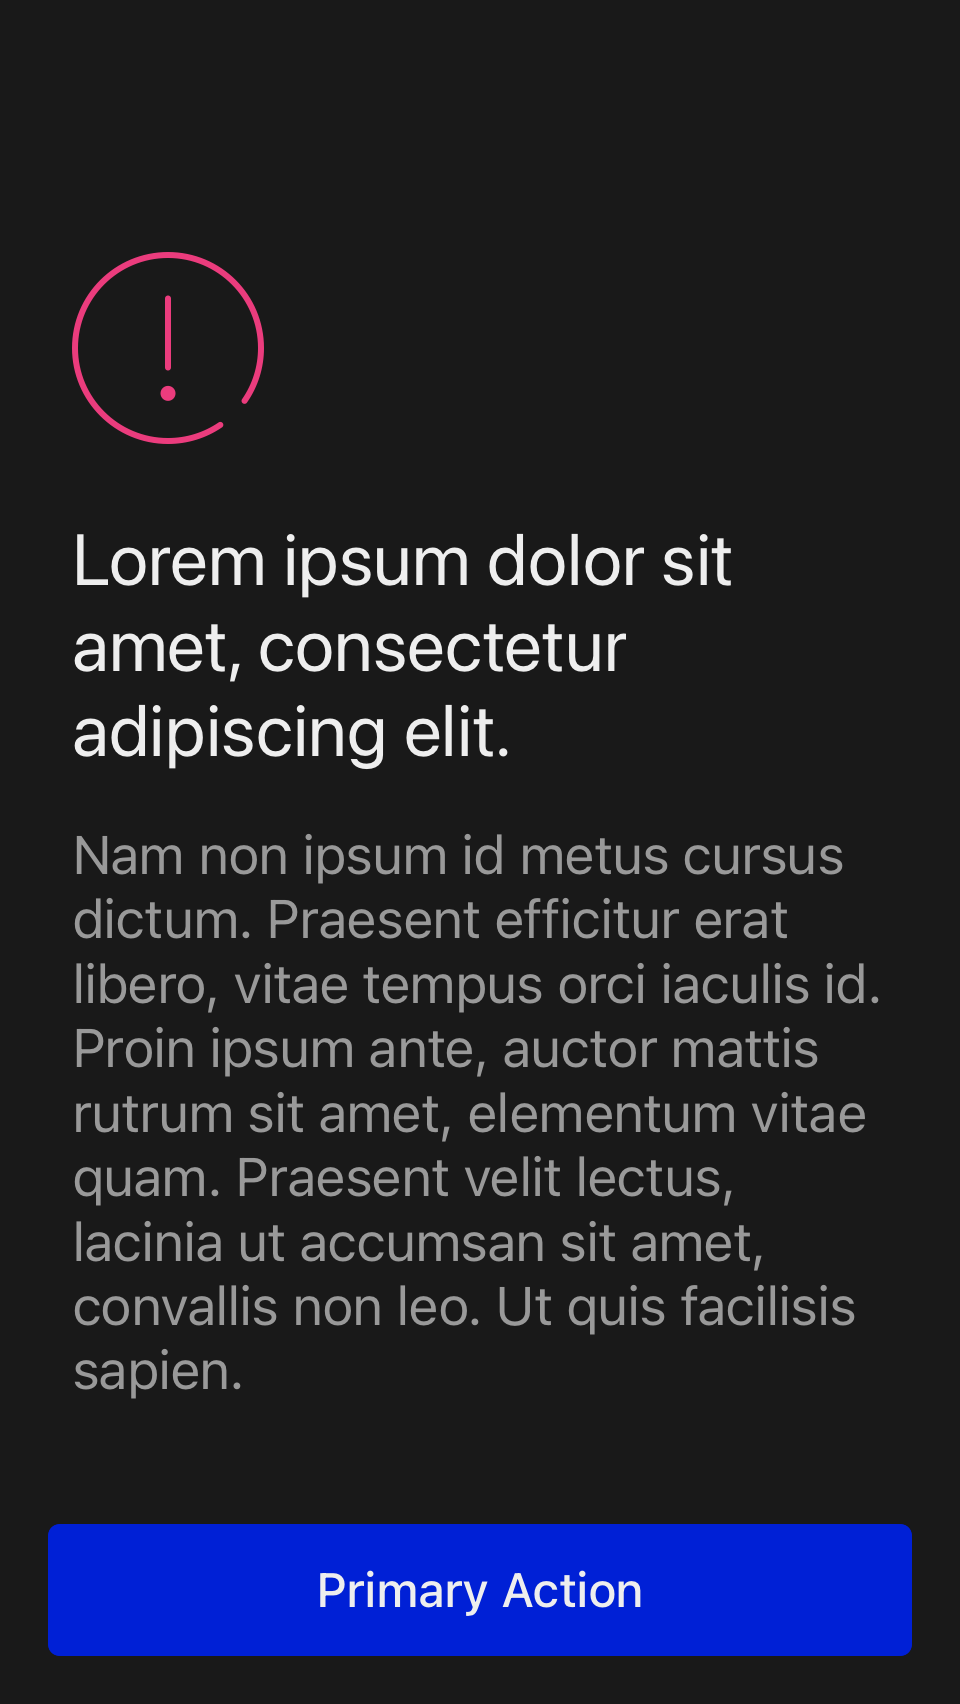 Lorem ipsum dolor sit
amet, consectetur
adipiscing elit.
Nam non ipsum id metus cursus
dictum. Praesent efficitur erat
libero, vitae tempus orci iaculis id.
Proin ipsum ante, auctor mattis
rutrum sit amet, elementum vitae
quam. Praesent velit lectus,
lacinia ut accumsan sit amet,
convallis non leo. Ut quis facilisis
sapien.
Primary Action